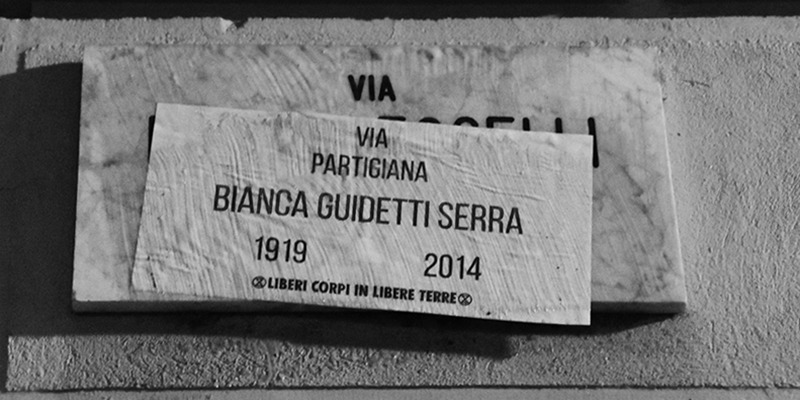 VIA
VIA
PARTIGIANA
BIANCA GUIDETTI SERRA
1919 2014
LIBERI CORPI IN LIBERE TERRE